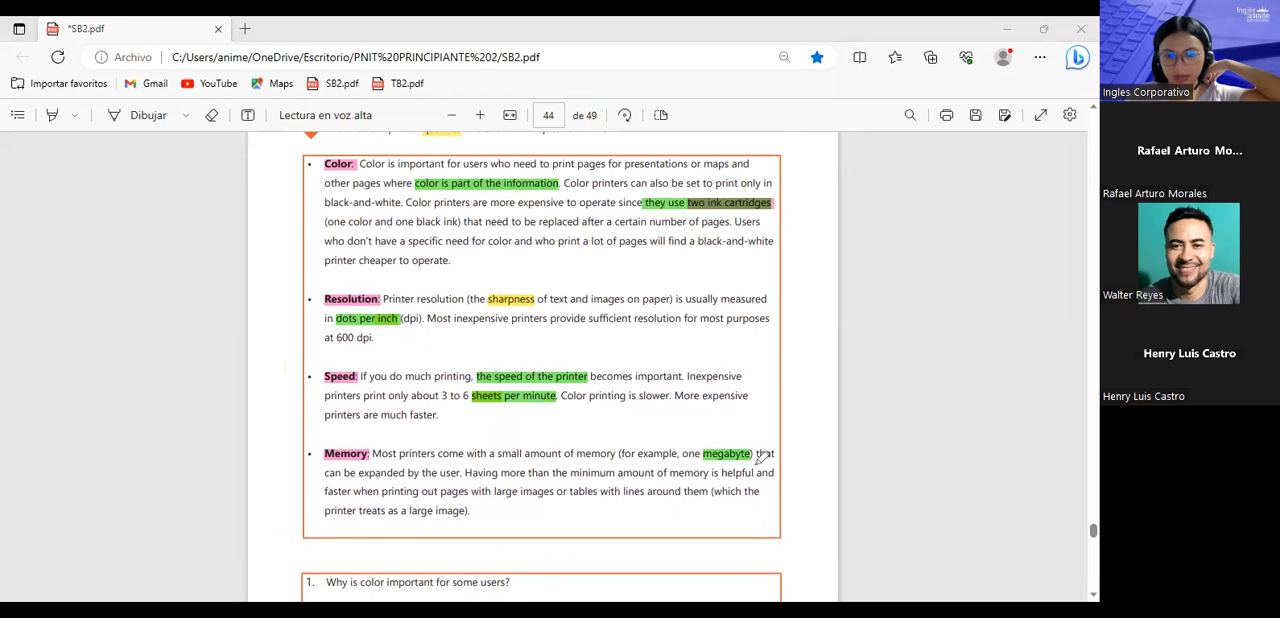 *SB2.pdf
Archivo
C:/Users/anime/OneDrive/Escritorio/PNIT%20PRINCIPIANTE%202/SB2.pdf
Importar favoritos
Gmail
YouTube
Maps
SB2.pdf
TB2.pdf
Dibujar
Lectura en voz alta
44
de 49
• Color: Color is important for users who need to print pages for presentations or maps and
other pages where color is part of the information. Color printers can also be set to print only in
black-and-white. Color printers are more expensive to operate since they use two ink cartridges
(one color and one black ink) that need to be replaced after a certain number of pages. Users
who don't have a specific need for color and who print a lot of pages will find a black-and-white
printer cheaper to operate.
• Resolution: Printer resolution (the sharpness of text and images on paper) is usually measured
in dots per inch (dpi). Most inexpensive printers provide sufficient resolution for most purposes
at 600 dpi.
• Speed: If you do much printing, the speed of the printer becomes important. Inexpensive
printers print only about 3 to 6 sheets per minute. Color printing is slower. More expensive
printers are much faster.
• Memory: Most printers come with a small amount of memory (for example, one megabyte) that
can be expanded by the user. Having more than the minimum amount of memory is helpful and
faster when printing out pages with large images or tables with lines around them (which the
printer treats as a large image).
1. Why is color important for some users?
Ingles Corporativo
Rafael Arturo Mo...
Rafael Arturo Morales
Walter Reyes
Henry Luis Castro
Henry Luis Castro